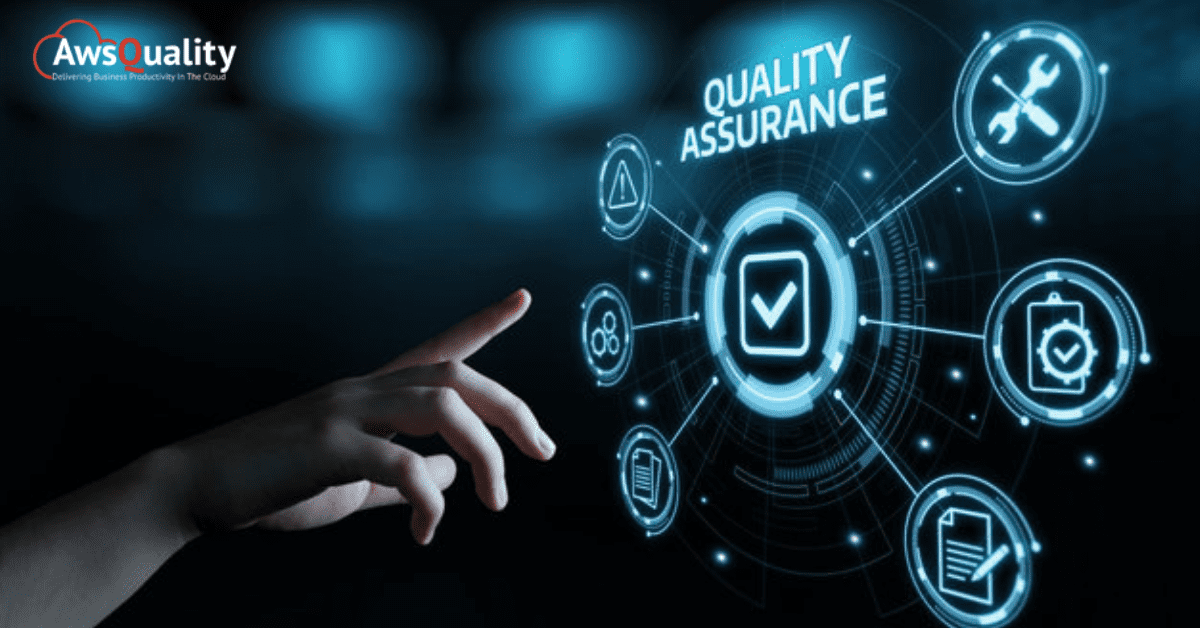 AwsQuality
Delivering Business Productivity In The Cloud
QUALITY
ASSURANCE